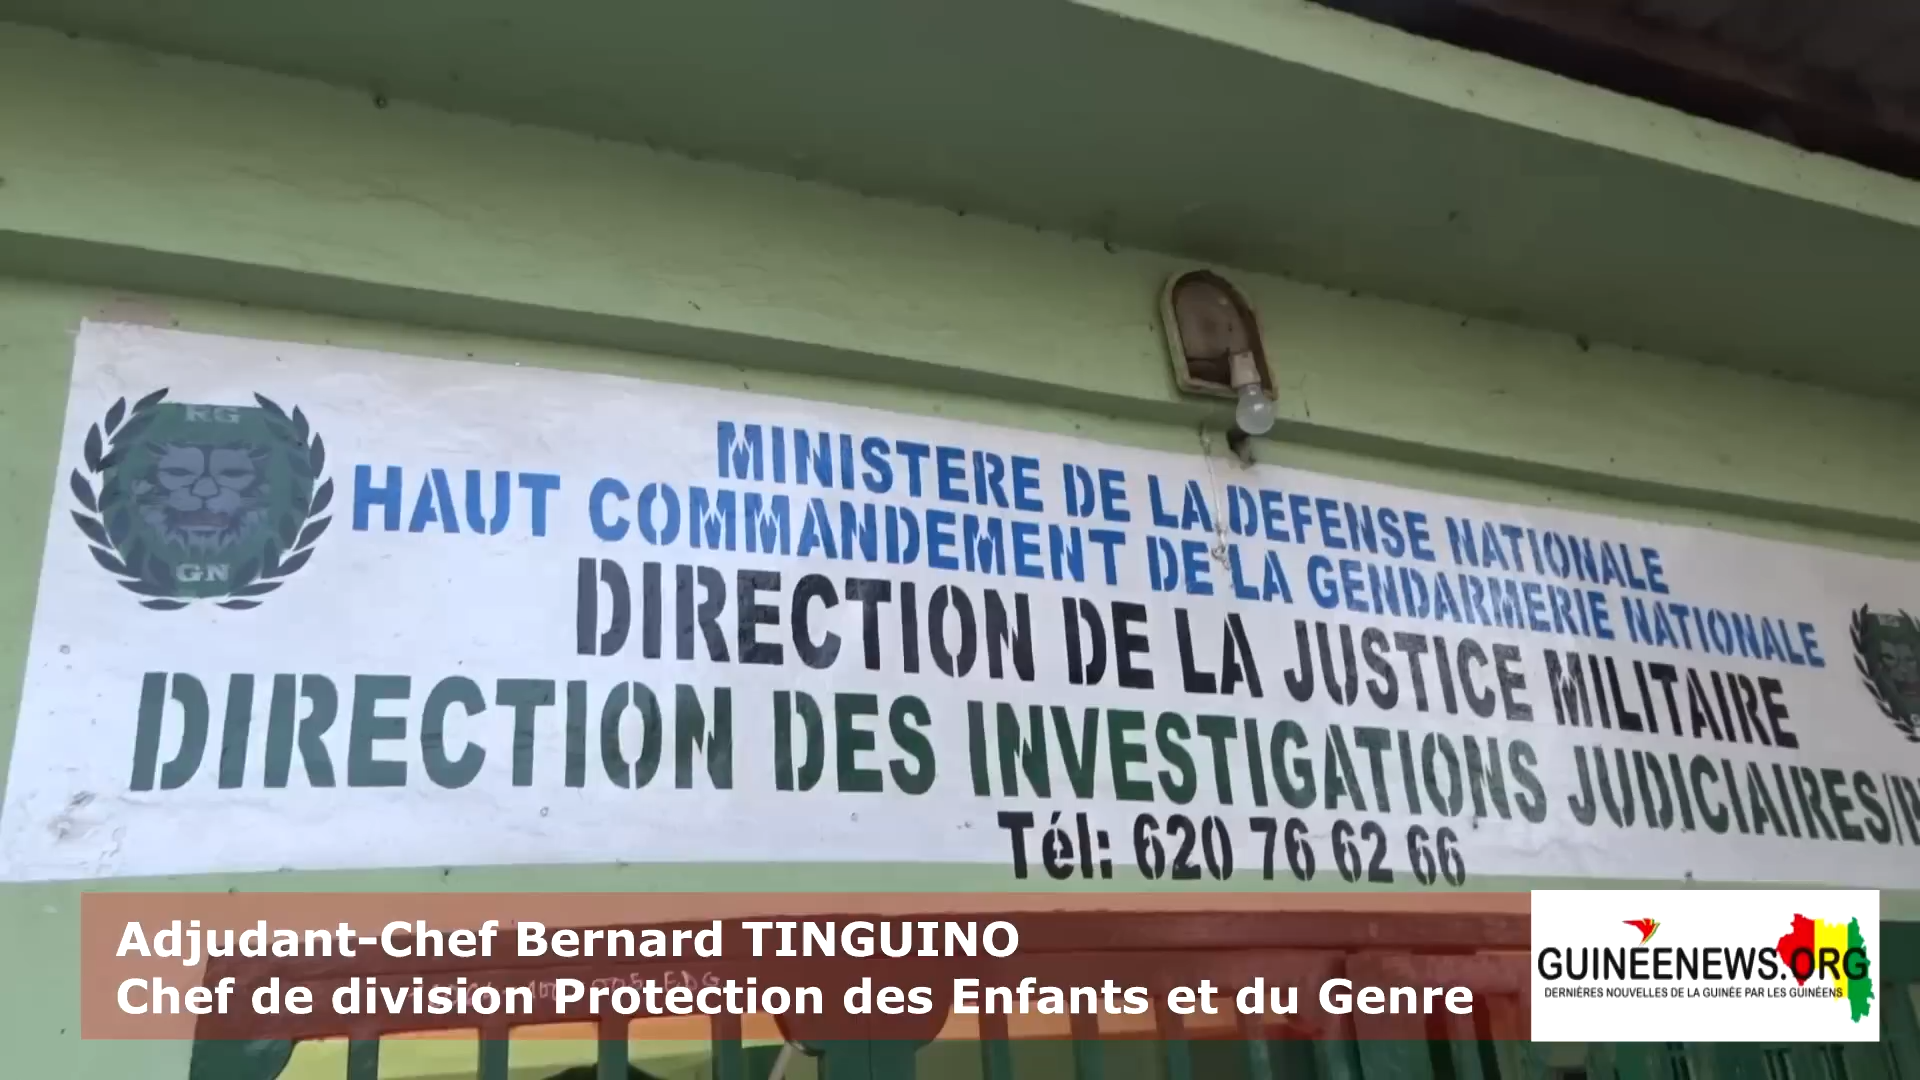 RG
GN
MINISTERE DE LA DEFENSE NATIONALE
HAUT COMMANDEMENT DE LA GENDARMERIE NATIONALE
DIRECTION DE LA JUSTICE MILITAIRE
DIRECTION DES INVESTIGATIONS JUDICIAIRES/
Tél: 620 76 62 66
Adjudant-Chef Bernard TINGUINO
Chef de division Protection des Enfants et du Genre
GUINÉENEWS.ORG
DERNIÈRES NOUVELLES DE LA GUINÉE PAR LES GUINÉENS